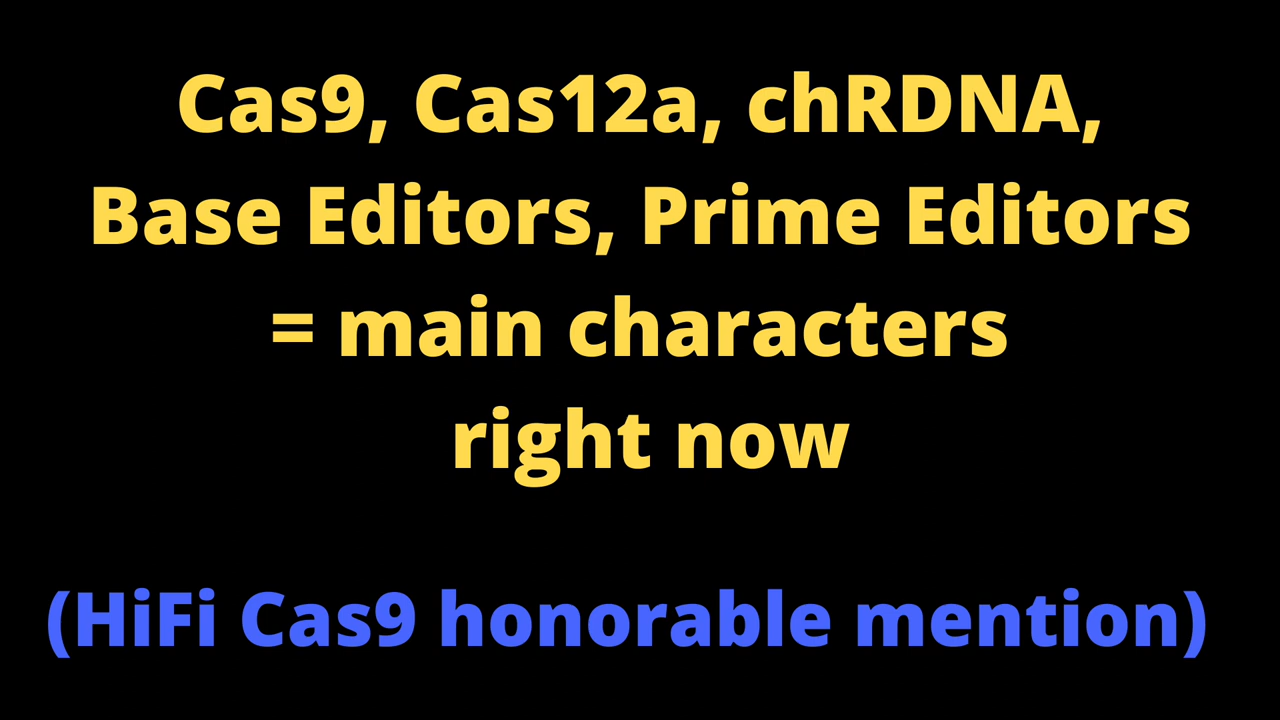 Cas9, Cas12a, chRDNA,
Base Editors, Prime Editors
= main characters
right now
(HiFi Cas9 honorable mention)